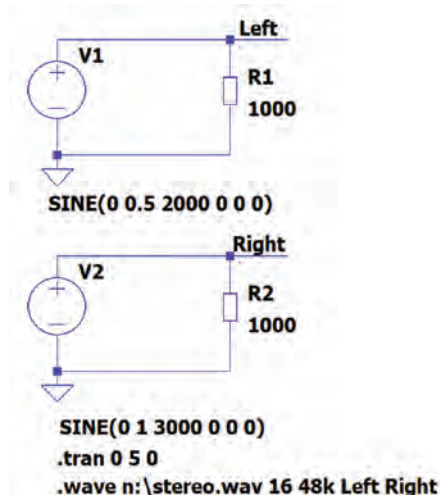 Left
V1
R1
1000
SINE(0 0.5 2000 0 0 0)
Right
V2
R2
1000
SINE(0 1 3000 0 0 0)
.tran 0 5 0
.wave n:\stereo.wav 16 48k Left Right